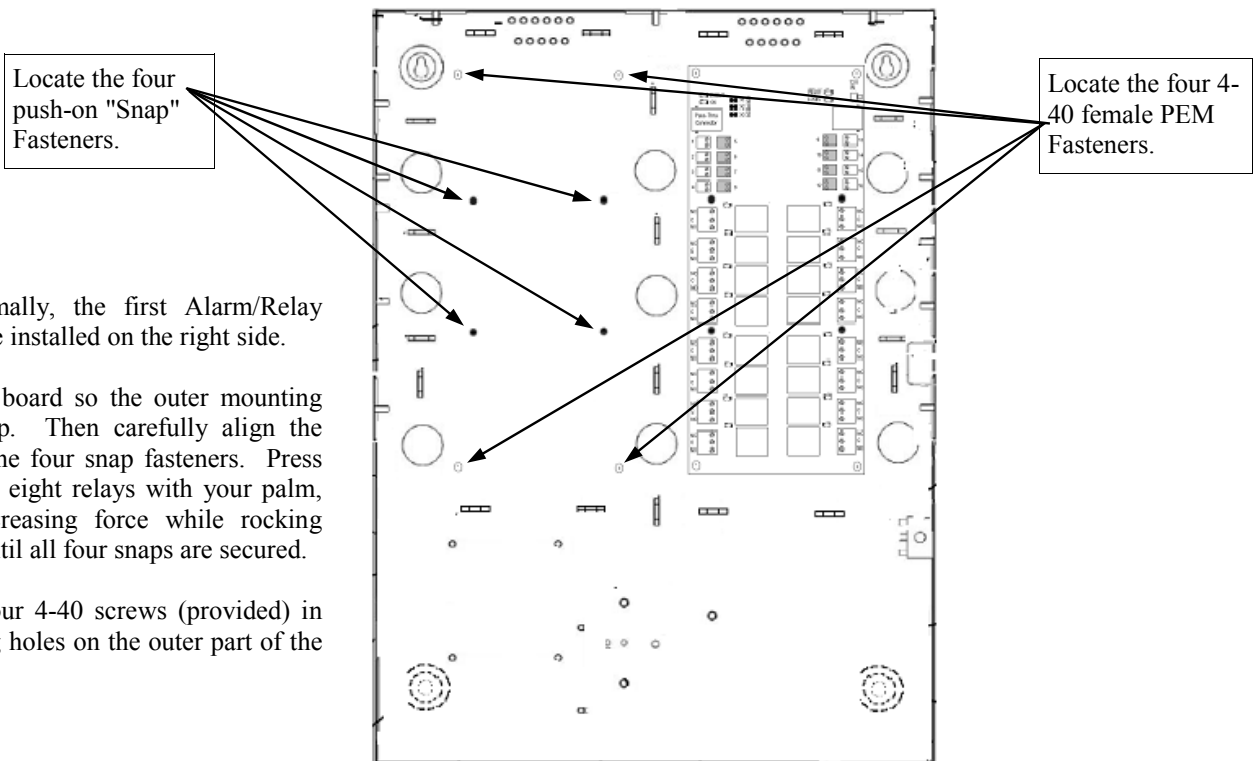 Locate the four
push-on "Snap"
Fasteners.
Locate the four 4-
40 female PEM
Fasteners.
mally, the first Alarm/Relay
e installed on the right side.
board so the outer mounting
p. Then carefully align the
he four snap fasteners. Press
eight relays with your palm,
reasing force while rocking
til all four snaps are secured.
our 4-40 screws (provided) in
g holes on the outer part of the